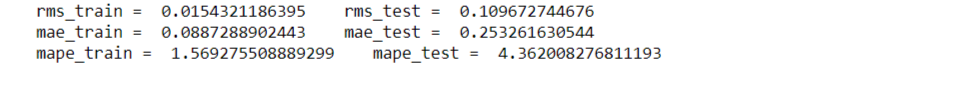 rms_train =  0.0154321186395    rms_test =  0.109672744676
mae_train =  0.0887288902443    mae_test =  0.253261630544
mape_train =  1.569275508889299    mape_test =  4.362008276811193